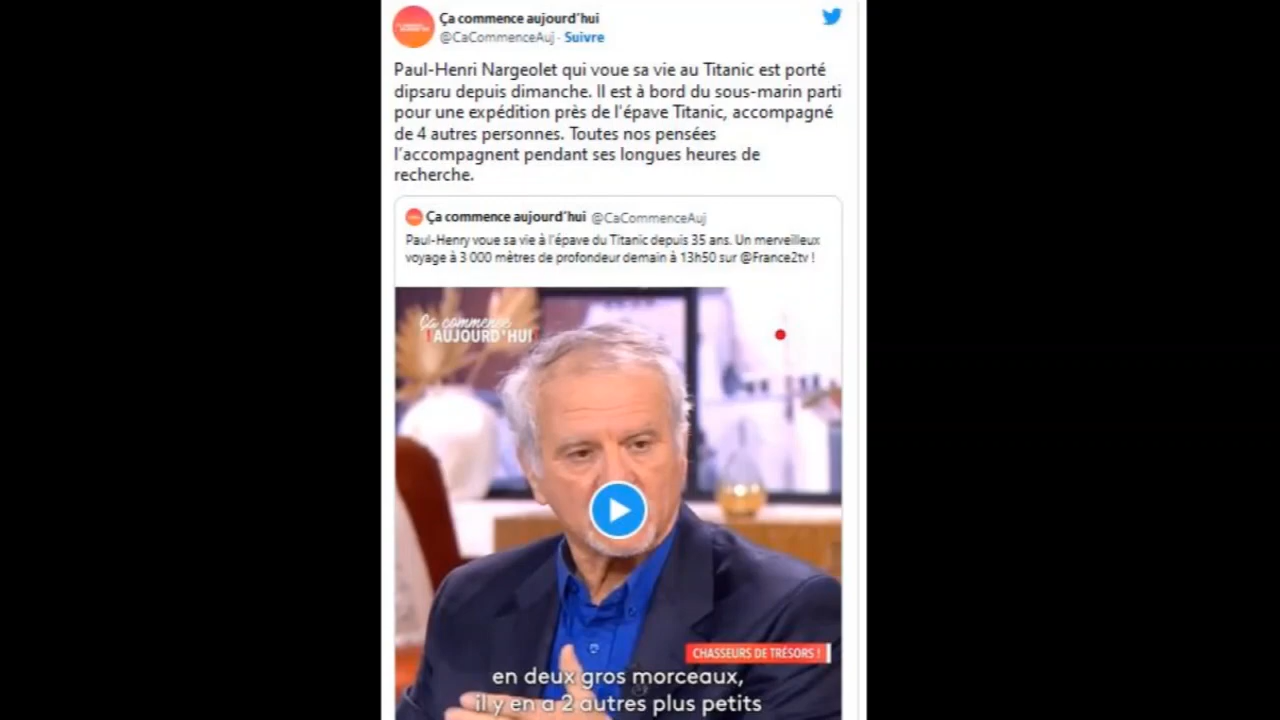 Ça commence aujourd'hui
@CaCommenceAuj · Suivre
Paul-Henri Nargeolet qui voue sa vie au Titanic est porté
dipsaru depuis dimanche. Il est à bord du sous-marin parti
pour une expédition près de l'épave Titanic, accompagné
de 4 autres personnes. Toutes nos pensées
l'accompagnent pendant ses longues heures de
recherche.
Ça commence aujourd'hui @CaCommenceAuj
Paul-Henry voue sa vie à l'épave du Titanic depuis 35 ans. Un merveilleux
voyage à 3 000 mètres de profondeur demain à 13h50 sur @France2tv !
Ça commence
AUJOURD'HUI
CHASSEURS DE TRÉSORS !
en deux gros morceaux,
il y en a 2 autres plus petits